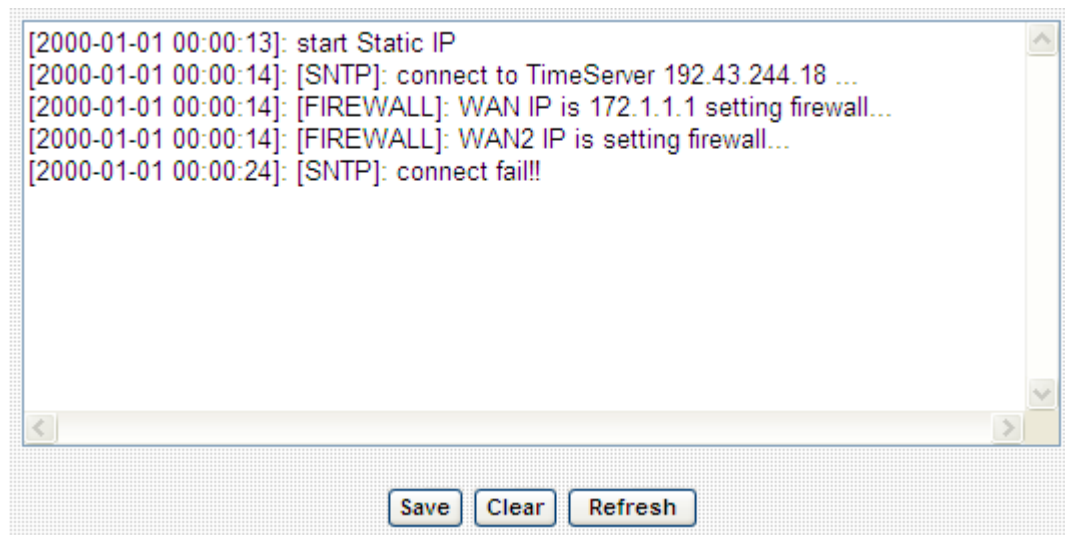 [2000-01-01 00:00:13]: start Static IP
[2000-01-01 00:00:14]: [SNTP]: connect to TimeServer 192.43.244.18 ...
[2000-01-01 00:00:14]: [FIREWALL]: WAN IP is 172.1.1.1 setting firewall...
[2000-01-01 00:00:14]: [FIREWALL]: WAN2 IP is setting firewall...
[2000-01-01 00:00:24]: [SNTP]: connect fail!!
Save Clear Refresh